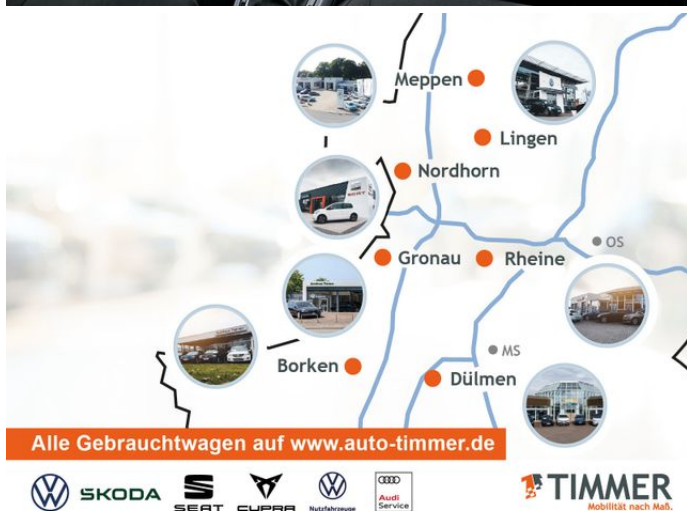 Meppen
Lingen
Nordhorn
OS
Gronau
Rheine
MS
Borken
Dülmen
Alle Gebrauchtwagen auf www.auto-timmer.de
ŠKODA
SEAT
CUPRA
Nutzfahrzeuge
Audi
Service
TIMMER
Mobilität nach Maß.